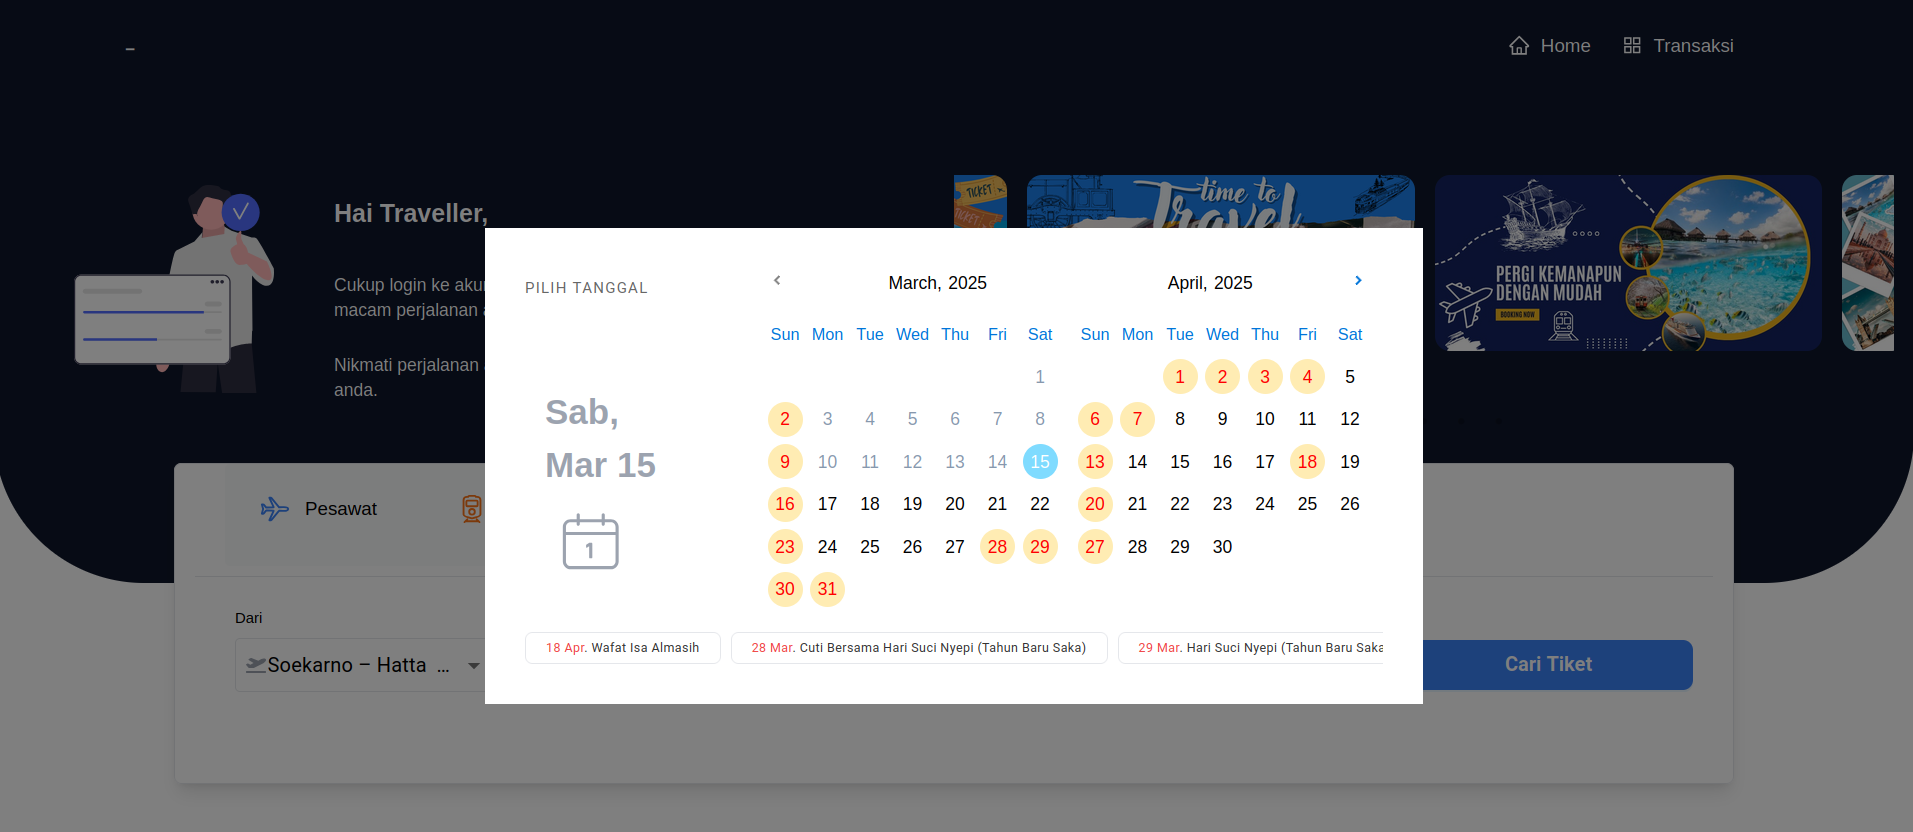 –
Home
Transaksi
Hai Traveller,
Cukup login ke akun
macam perjalanan
Nikmati perjalanan
anda.
TICKET
TICKET
time to
Travel
PERGI KEMANAPUN
DENGAN MUDAH
BOOKING NOW
PILIH TANGGAL
Sab,
Mar 15
1
March, 2025
April, 2025
Sun Mon Tue Wed Thu Fri Sat
Sun Mon Tue Wed Thu Fri Sat
1
1 2 3 4 5
2 3 4 5 6 7 8
6 7 8 9 10 11 12
9 10 11 12 13 14 15
13 14 15 16 17 18 19
16 17 18 19 20 21 22
20 21 22 23 24 25 26
23 24 25 26 27 28 29
27 28 29 30
30 31
18 Apr. Wafat Isa Almasih
28 Mar. Cuti Bersama Hari Suci Nyepi (Tahun Baru Saka)
29 Mar. Hari Suci Nyepi (Tahun Baru Saka
Pesawat
Dari
Soekarno – Hatta ...
Cari Tiket